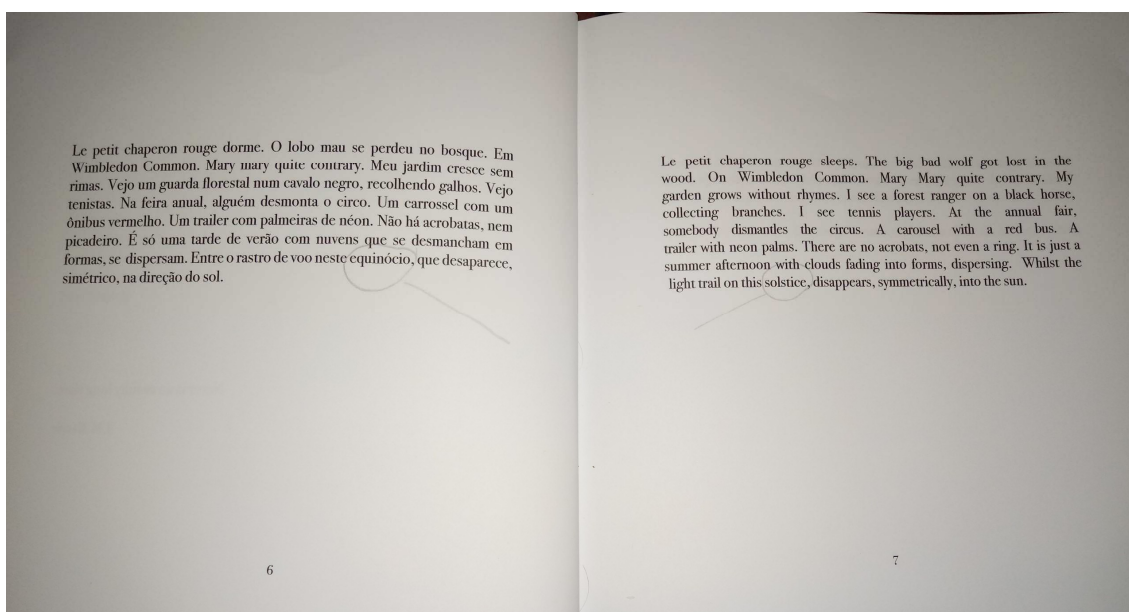 Le petit chaperon rouge dorme. O lobo mau se perdeu no bosque. Em
Wimbledon Common. Mary mary quite contrary. Meu jardim cresce sem
rimas. Vejo um guarda florestal num cavalo negro, recolhendo galhos. Vejo
tenistas. Na feira anual, alguém desmonta o circo. Um carrossel com um
ônibus vermelho. Um trailer com palmeiras de néon. Não há acrobatas, nem
picadeiro. É só uma tarde de verão com nuvens que se desmancham em
formas, se dispersam. Entre o rastro de voo neste equinócio, que desaparece,
simétrico, na direção do sol.
6
Le petit chaperon rouge sleeps. The big bad wolf got lost in the
wood. On Wimbledon Common. Mary Mary quite contrary. My
garden grows without rhymes. I see a forest ranger on a black horse,
collecting branches. I see tennis players. At the annual fair,
somebody dismantles the circus. A carousel with a red bus. A
trailer with neon palms. There are no acrobats, not even a ring. It is just a
summer afternoon with clouds fading into forms, dispersing. Whilst the
light trail on this solstice, disappears, symmetrically, into the sun.
7